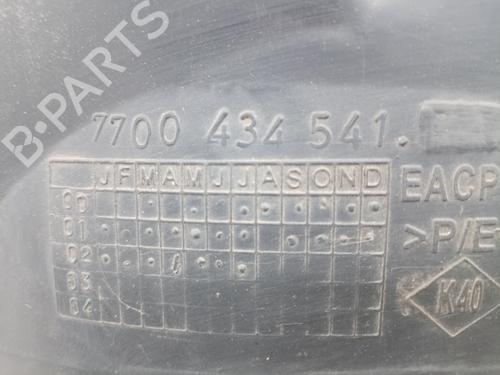 B-PARTS
7700 434 541.
J F M A M J J A S O N D
00
01
02
03
04
EACP
>P/E
K40